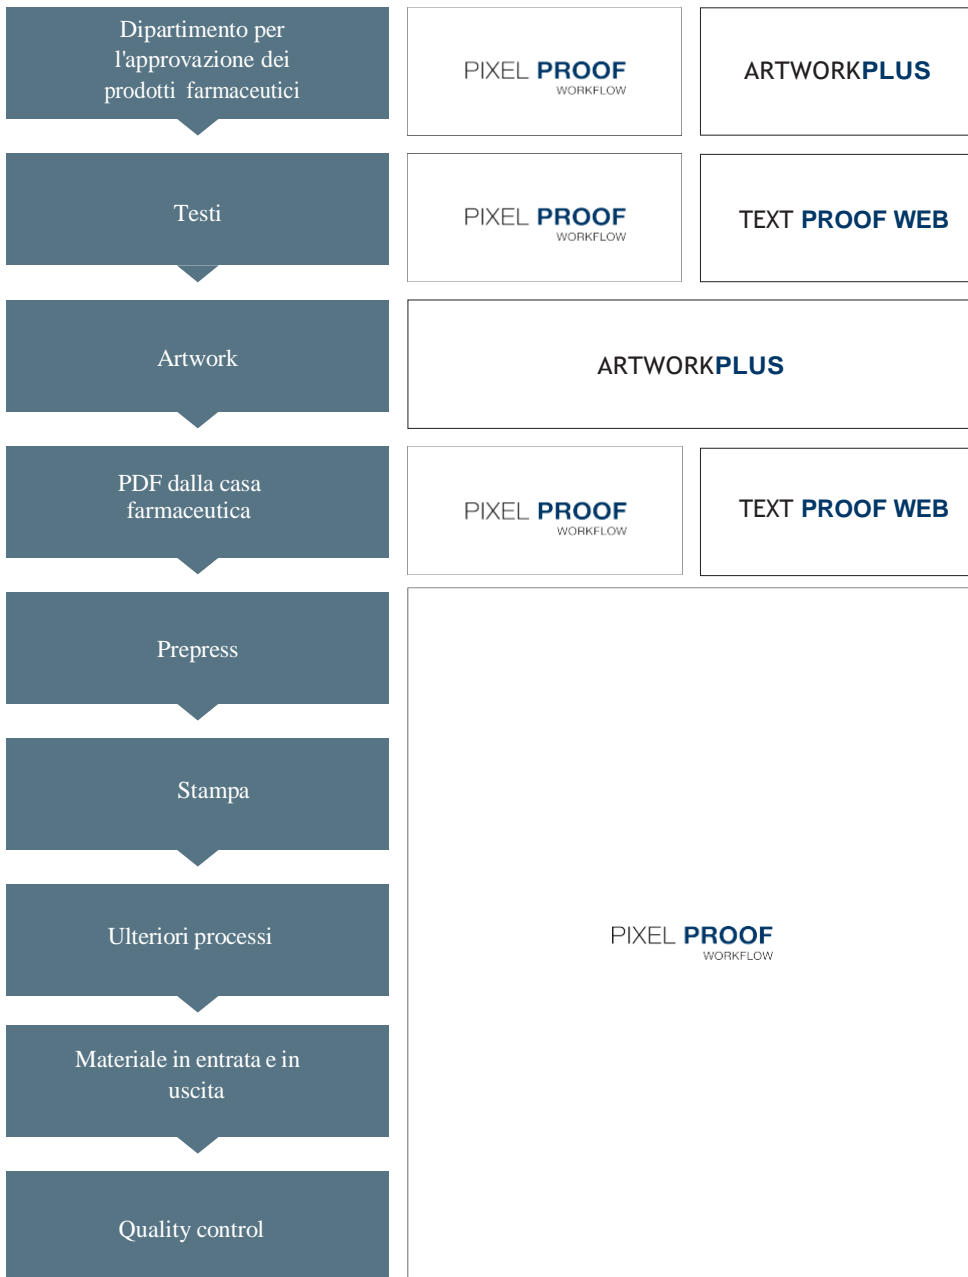 Dipartimento per
l'approvazione dei
prodotti farmaceutici
PIXEL PROOF
WORKFLOW
ARTWORKPLUS
Testi
PIXEL PROOF
WORKFLOW
TEXT PROOF WEB
Artwork
ARTWORKPLUS
PDF dalla casa
farmaceutica
PIXEL PROOF
WORKFLOW
TEXT PROOF WEB
Prepress
Stampa
Ulteriori processi
PIXEL PROOF
WORKFLOW
Materiale in entrata e in
uscita
Quality control